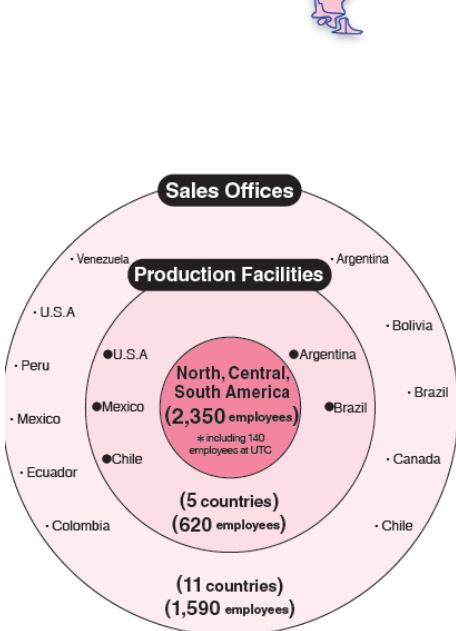 Sales Offices
· Venezuela
· Argentina
Production Facilities
· U.S.A
· Bolivia
●U.S.A
●Argentina
· Peru
North, Central,
South America
· Brazil
●Mexico
(2,350 employees)
●Brazil
· Mexico
＊including 140
employees at UTC
●Chile
· Canada
· Ecuador
(5 countries)
(620 employees)
· Colombia
· Chile
(11 countries)
(1,590 employees)